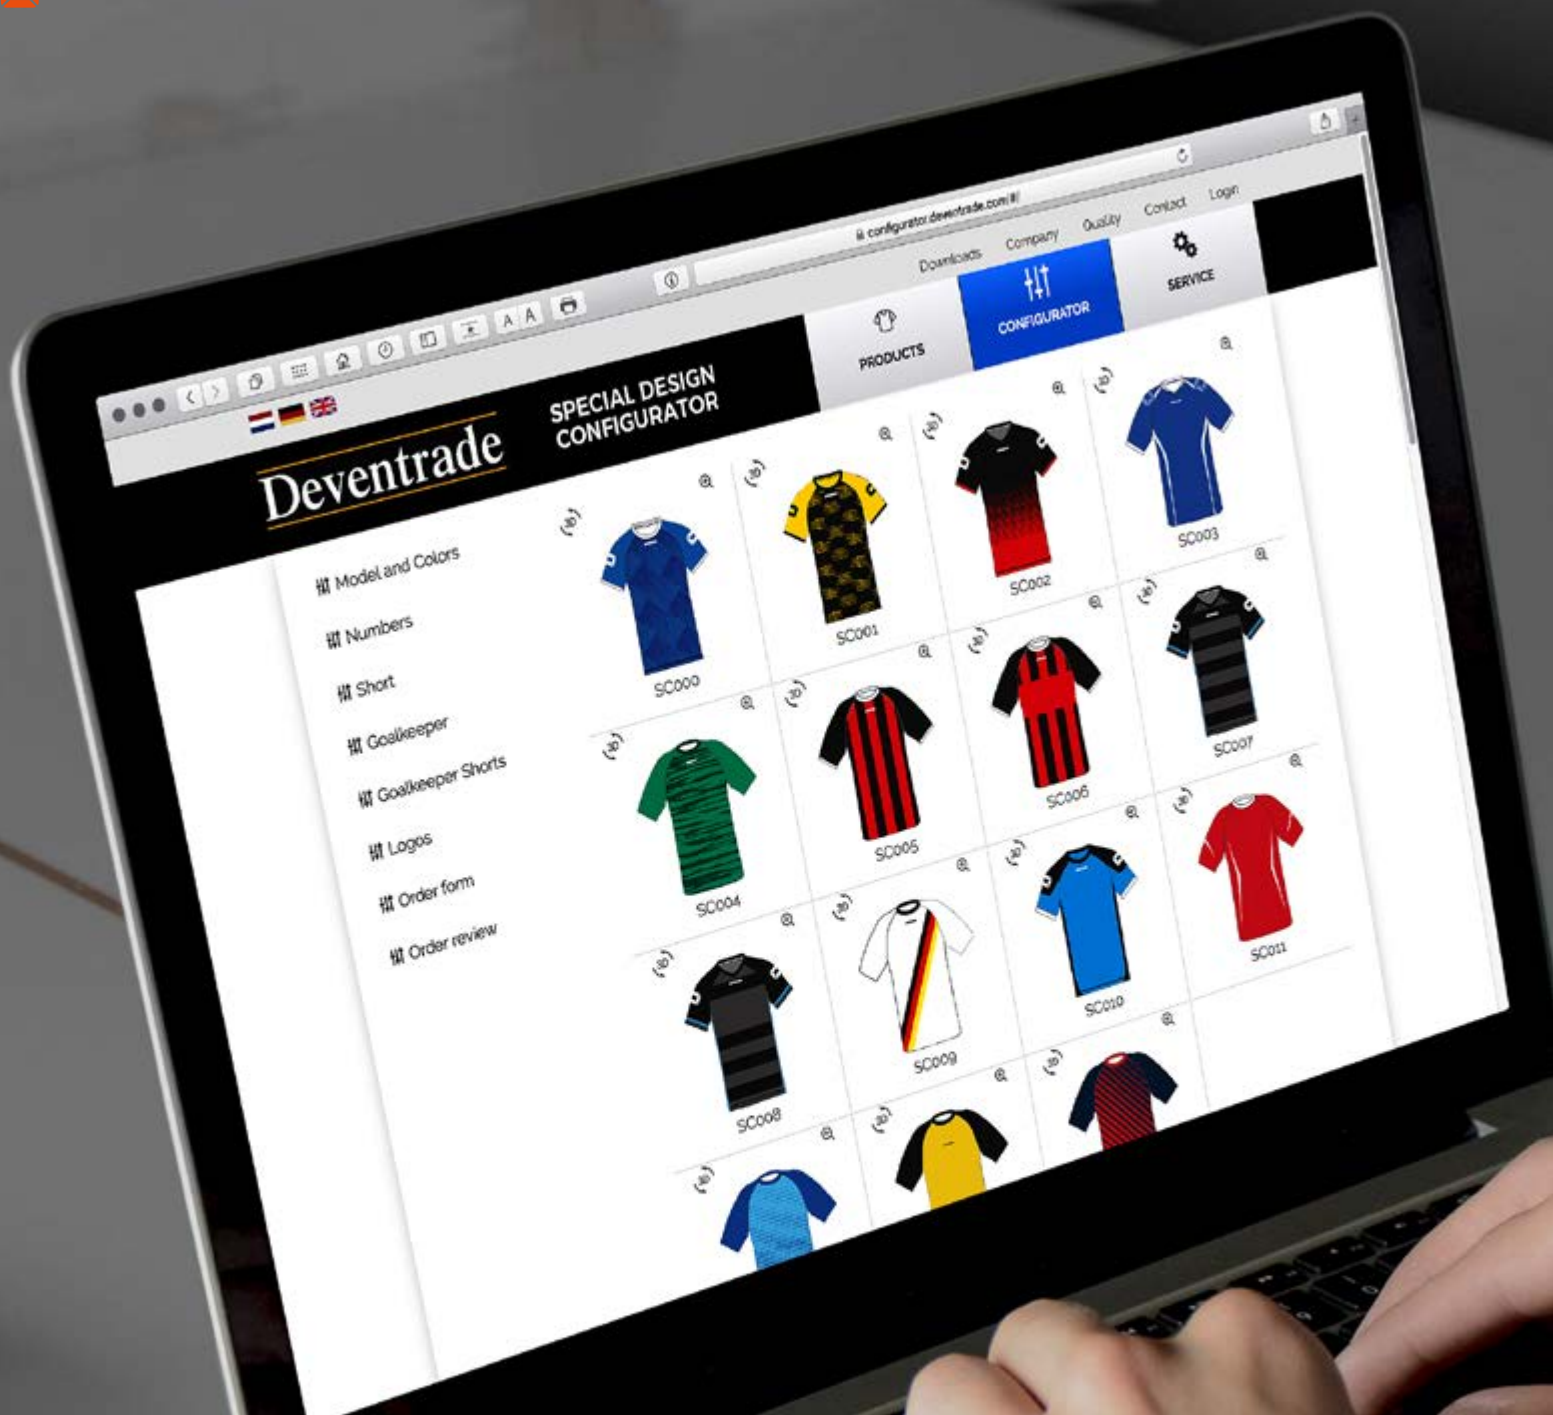 configurator.deventrade.com/#/
A A
Downloads
Company
Quality
Contact
Login
Deventrade
SPECIAL DESIGN
CONFIGURATOR
PRODUCTS
CONFIGURATOR
SERVICE
Model and Colors
Numbers
Short
Goalkeeper
Goalkeeper Shorts
Logos
Order form
Order review
SC000
SC001
SC002
SC003
SC004
SC005
SC006
SC007
SC008
SC009
SC010
SC011